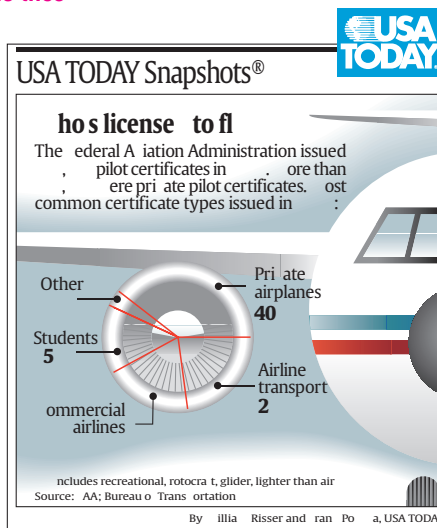 USA
TODAY
USA TODAY Snapshots®
ho s license to fl
The ederal A iation Administration issued
, pilot certificates in . ore than
, ere pri ate pilot certificates. ost
common certificate types issued in :
Other
Pri ate
airplanes
40
Students
5
Airline
transport
2
ommercial
airlines
ncludes recreational, rotocra t, glider, lighter than air
Source: AA; Bureau o Trans ortation
By illia Risser and ran Po a, USA TODA